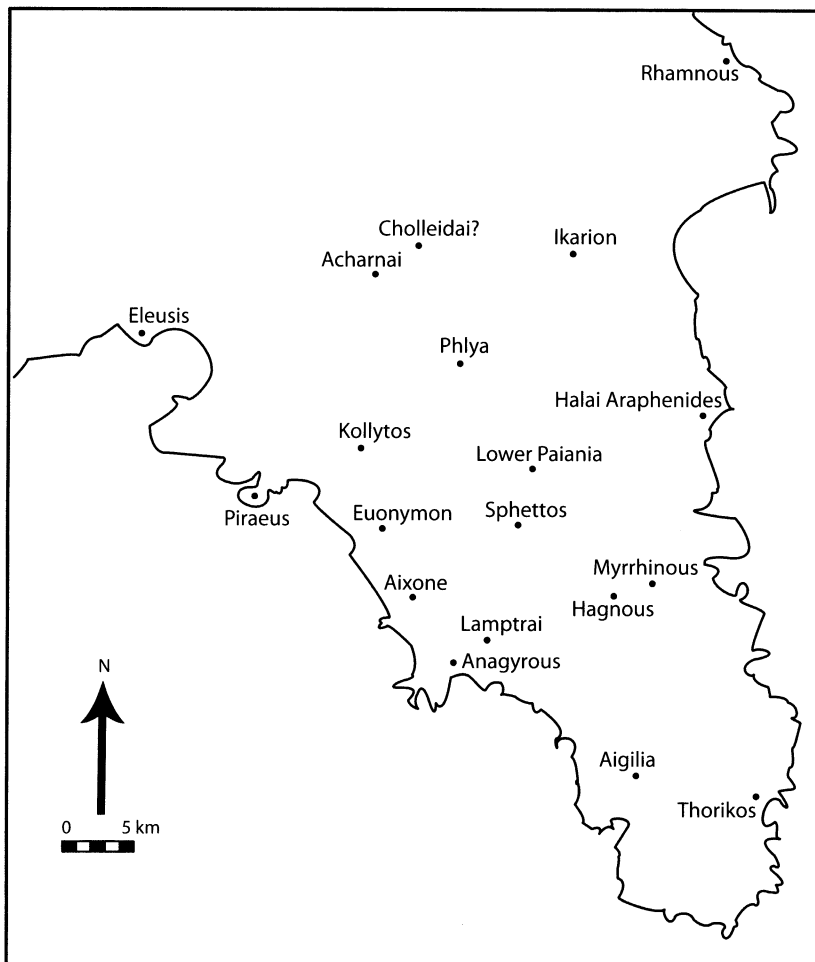 Rhamnous
Cholleidai?
Ikarion
Acharnai
Eleusis
Phlya
Halai Araphenides
Kollytos
Lower Paiania
Piraeus
Euonymon
Sphettos
Aixone
Myrrhinous
Hagnous
Lamptrai
Anagyrous
N
Aigilia
Thorikos
0 5 km